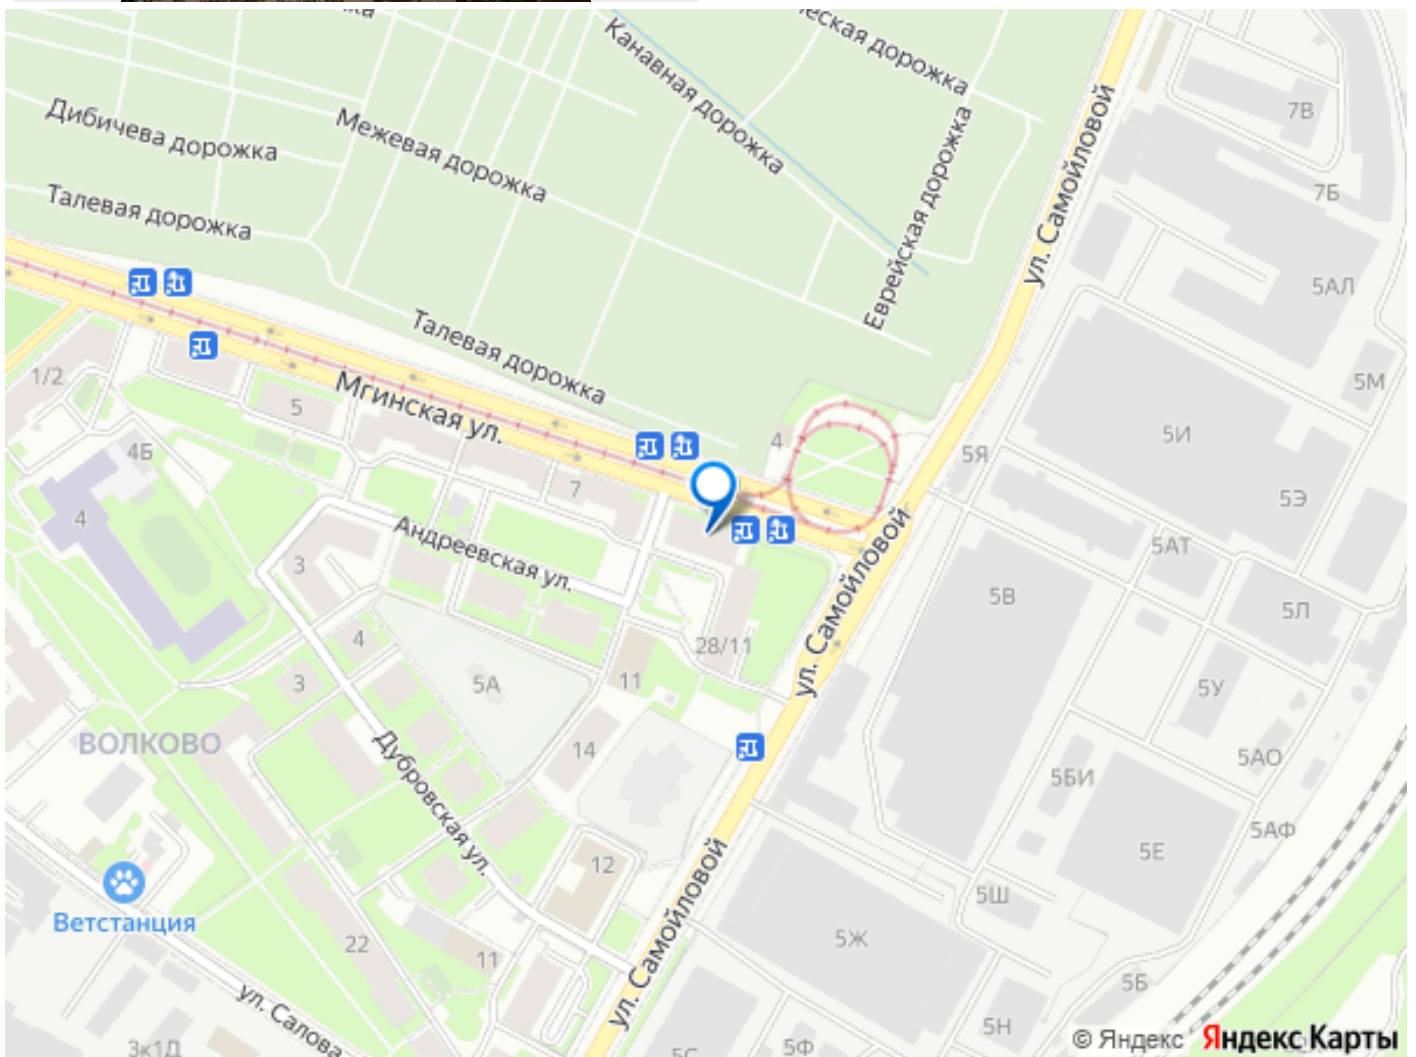 еская дорожка
ка
Канавная дорожка
7В
Дибичева дорожка
Межевая дорожка
Еврейская дорожка
ул. Самойловой
7Б
Талевая дорожка
5АЛ
Талевая дорожка
1/2
5
Мгинская ул.
5М
4Б
4
5И
5Я
7
5Э
4
Андреевская ул.
5АТ
3
5В
5Л
ул. Самойловой
4
28/11
3
5А
11
5У
ВОЛКОВО
14
5АО
Дубровская ул.
5БИ
5АФ
12
5Е
Ветстанция
5Ш
22
11
5Ж
ул. Самойловой
5Б
ул. Салова
5Н
3к1Д
5С
5Ф
© Яндекс Яндекс Карты